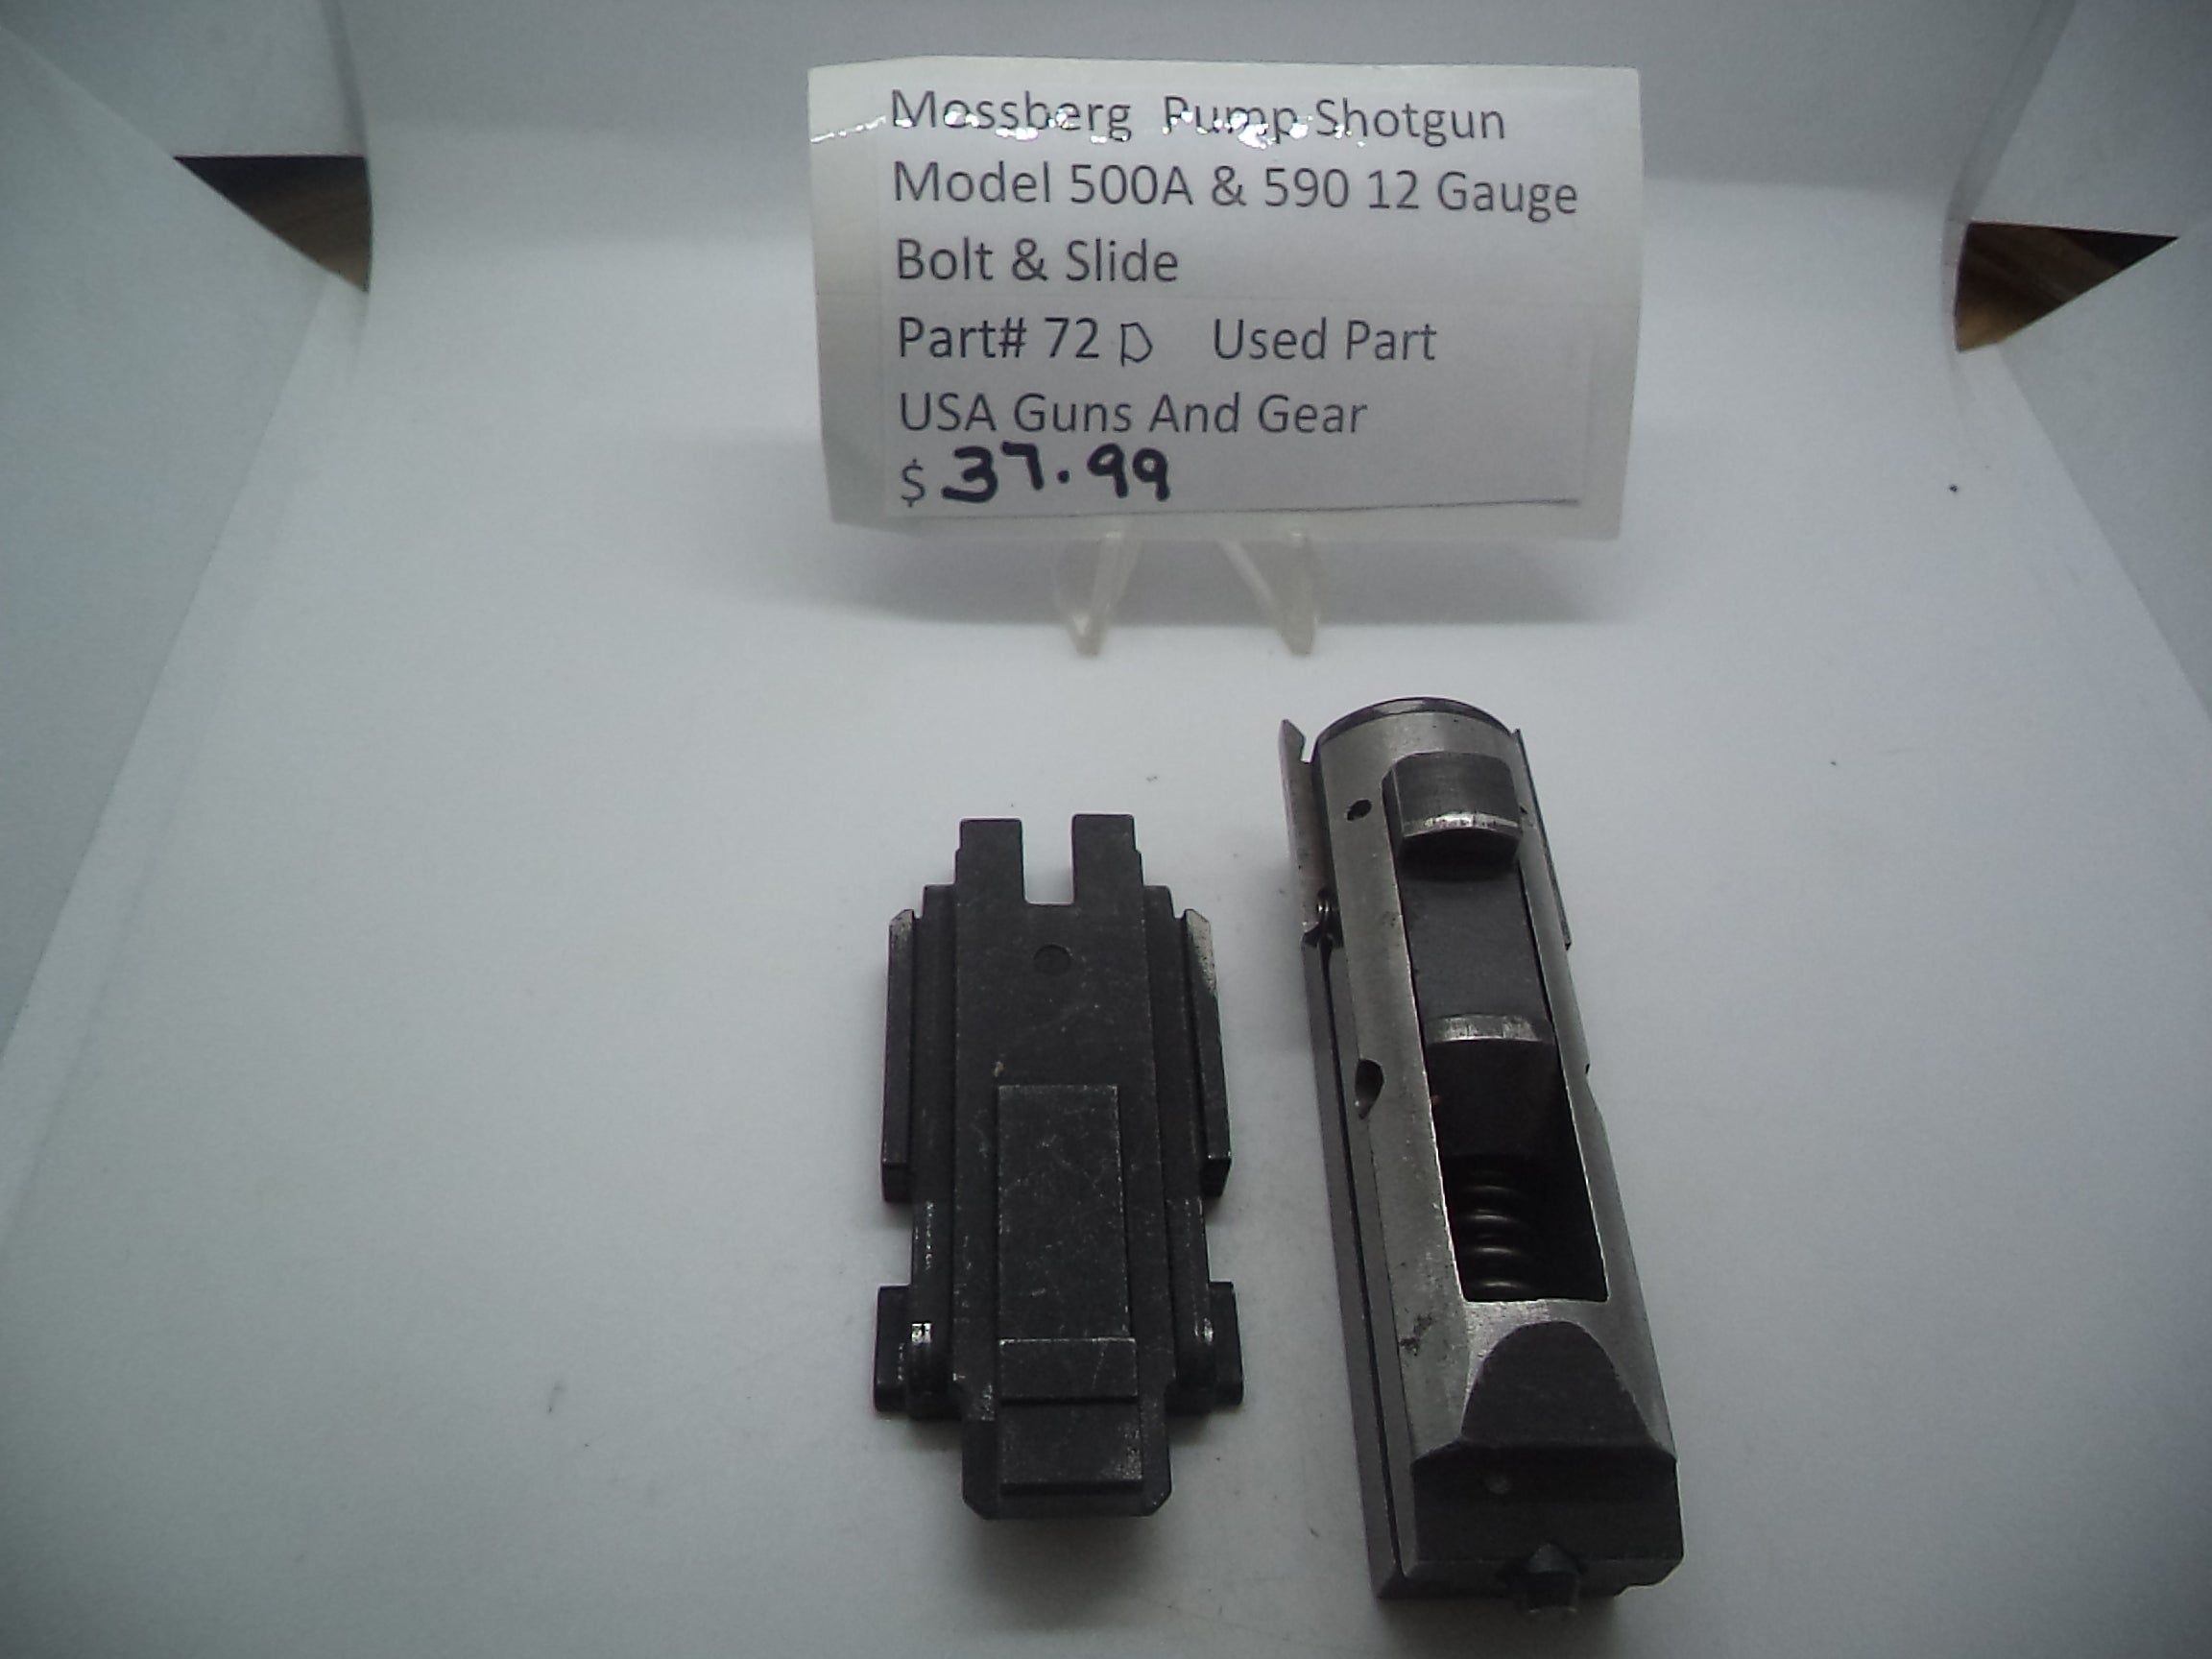 Mossberg Pump Shotgun
Model 500A & 590 12 Gauge
Bolt & Slide
Part# 72 D Used Part
USA Guns And Gear
$ 37.99